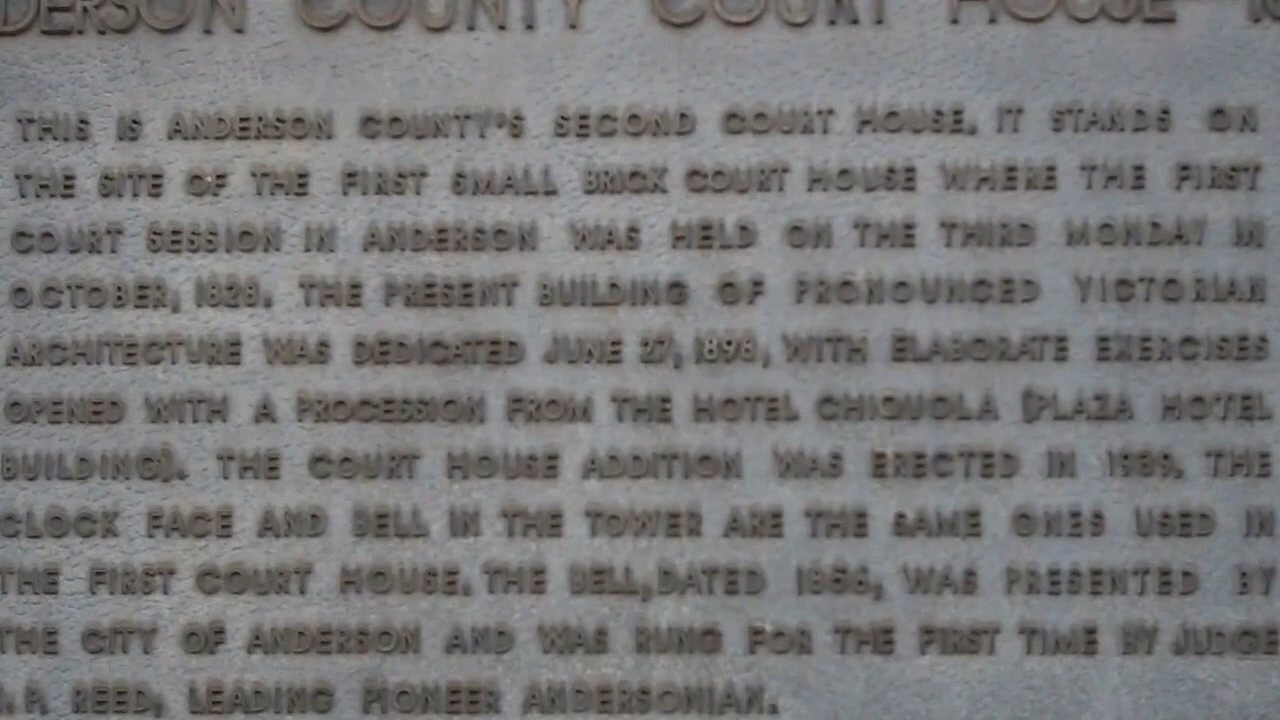 ANDERSON COUNTY COURT HOUSE
THIS IS ANDERSON COUNTY'S SECOND COURT HOUSE. IT STANDS ON
THE SITE OF THE FIRST SMALL BRICK COURT HOUSE WHERE THE FIRST
COURT SESSION IN ANDERSON WAS HELD ON THE THIRD MONDAY IN
OCTOBER, 1828. THE PRESENT BUILDING OF PRONOUNCED VICTORIAN
ARCHITECTURE WAS DEDICATED JUNE 27, 1898, WITH ELABORATE EXERCISES
OPENED WITH A PROCESSION FROM THE HOTEL CHIQUOLA (PLAZA HOTEL
BUILDING). THE COURT HOUSE ADDITION WAS ERECTED IN 1939. THE
CLOCK FACE AND BELL IN THE TOWER ARE THE SAME ONES USED IN
THE FIRST COURT HOUSE. THE BELL, DATED 1856, WAS PRESENTED BY
THE CITY OF ANDERSON AND WAS RUNG FOR THE FIRST TIME BY JUDGE
P. REED, LEADING PIONEER ANDERSONIAN.